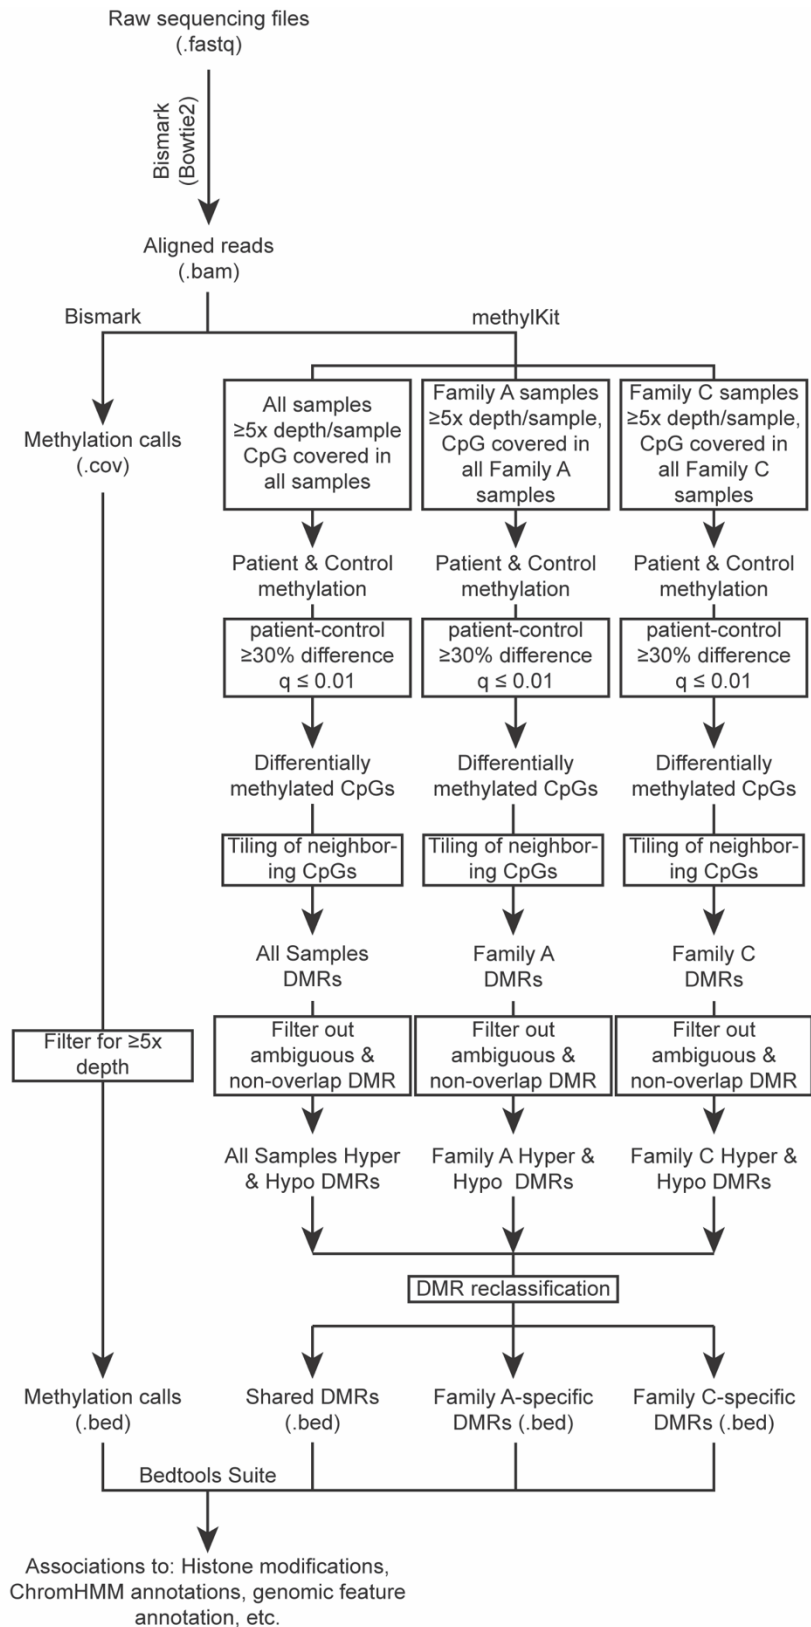 Raw sequencing files
(.fastq)
Bismark
(Bowtie2)
Aligned reads
(.bam)
Bismark
methylKit
Methylation calls
(.cov)
All samples
≥5x depth/sample
CpG covered in
all samples
Family A samples
≥5x depth/sample,
CpG covered in
all Family A
samples
Family C samples
≥5x depth/sample,
CpG covered in
all Family C
samples
Patient & Control
methylation
Patient & Control
methylation
Patient & Control
methylation
patient-control
≥30% difference
q ≤ 0.01
patient-control
≥30% difference
q ≤ 0.01
patient-control
≥30% difference
q ≤ 0.01
Differentially
methylated CpGs
Differentially
methylated CpGs
Differentially
methylated CpGs
Tiling of neighbor-
ing CpGs
Tiling of neighbor-
ing CpGs
Tiling of neighbor-
ing CpGs
All Samples
DMRs
Family A
DMRs
Family C
DMRs
Filter for ≥5x
depth
Filter out
ambiguous &
non-overlap DMR
Filter out
ambiguous &
non-overlap DMR
Filter out
ambiguous &
non-overlap DMR
All Samples Hyper
& Hypo DMRs
Family A Hyper &
Hypo DMRs
Family C Hyper &
Hypo DMRs
DMR reclassification
Methylation calls
(.bed)
Shared DMRs
(.bed)
Family A-specific
DMRs (.bed)
Family C-specific
DMRs (.bed)
Bedtools Suite
Associations to: Histone modifications,
ChromHMM annotations, genomic feature
annotation, etc.